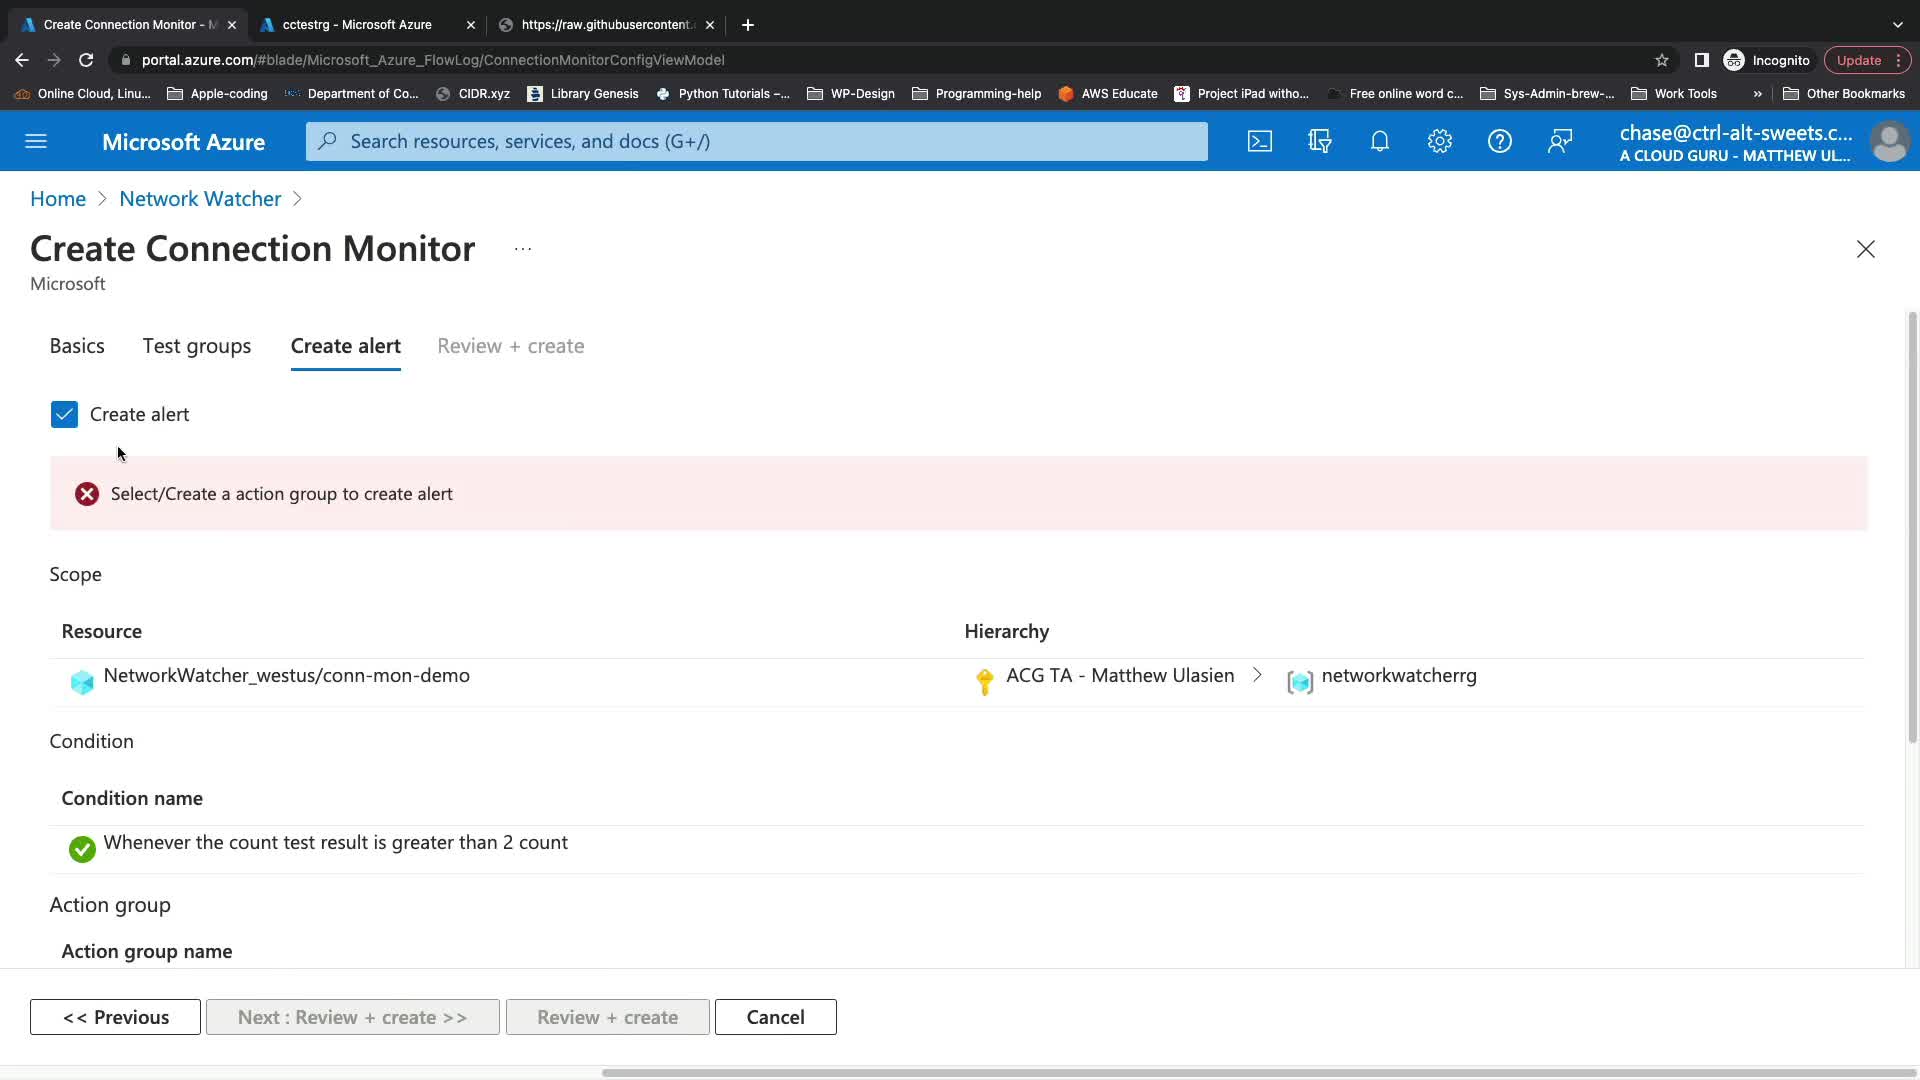 Create Connection Monitor - M
cctestrg - Microsoft Azure
https://raw.githubusercontent.
portal.azure.com/#blade/Microsoft_Azure_FlowLog/ConnectionMonitorConfigViewModel
Incognito
Update
Online Cloud, Linu...
Apple-coding
Department of Co...
CIDR.xyz
Library Genesis
Python Tutorials –...
WP-Design
Programming-help
AWS Educate
Project iPad witho...
Free online word c...
Sys-Admin-brew-...
Work Tools
»
Other Bookmarks
Microsoft Azure
Search resources, services, and docs (G+/)
chase@ctrl-alt-sweets.c...
A CLOUD GURU - MATTHEW UL...
Home > Network Watcher >
Create Connection Monitor ...
Microsoft
Basics
Test groups
Create alert
Review + create
Create alert
Select/Create a action group to create alert
Scope
Resource
Hierarchy
NetworkWatcher_westus/conn-mon-demo
ACG TA - Matthew Ulasien > networkwatcherrg
Condition
Condition name
Whenever the count test result is greater than 2 count
Action group
Action group name
<< Previous
Next : Review + create >>
Review + create
Cancel